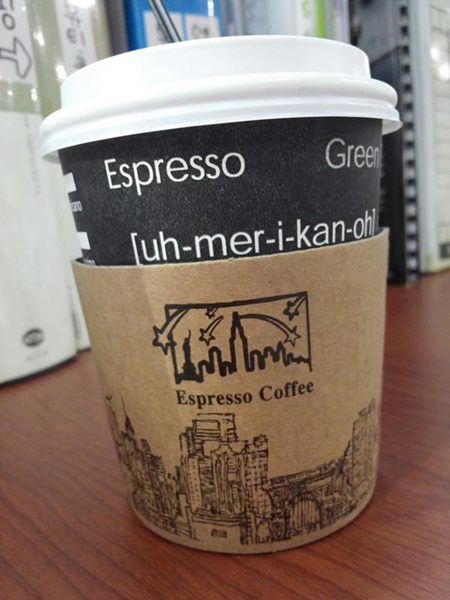 Espresso
Green
[uh-mer-i-kan-oh]
Espresso Coffee